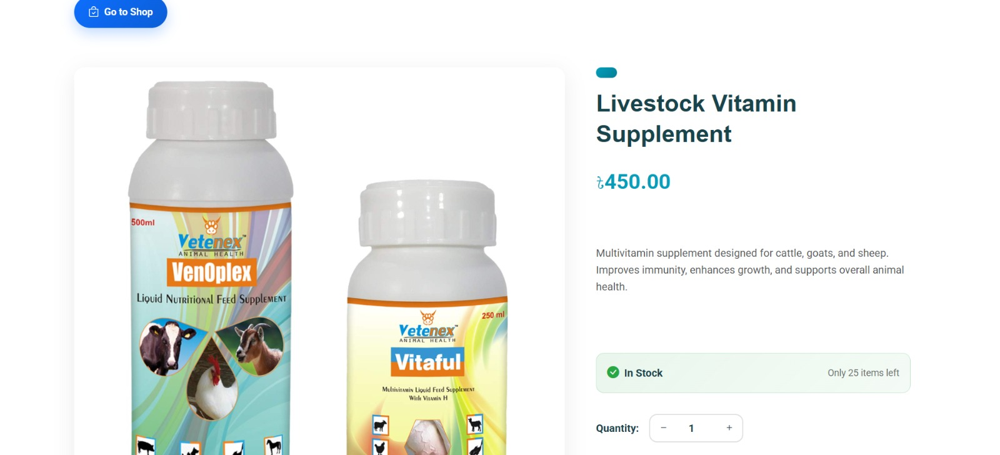 Go to Shop
500ml
Vetenex™
ANIMAL HEALTH
VenOplex
Liquid Nutritional Feed Supplement
250 ml
Vetenex™
ANIMAL HEALTH
Vitaful
Multivitamin Liquid Feed Supplement
With Vitamin H
Livestock Vitamin
Supplement
৳450.00
Multivitamin supplement designed for cattle, goats, and sheep.
Improves immunity, enhances growth, and supports overall animal
health.
In Stock
Only 25 items left
Quantity:
− 1 +